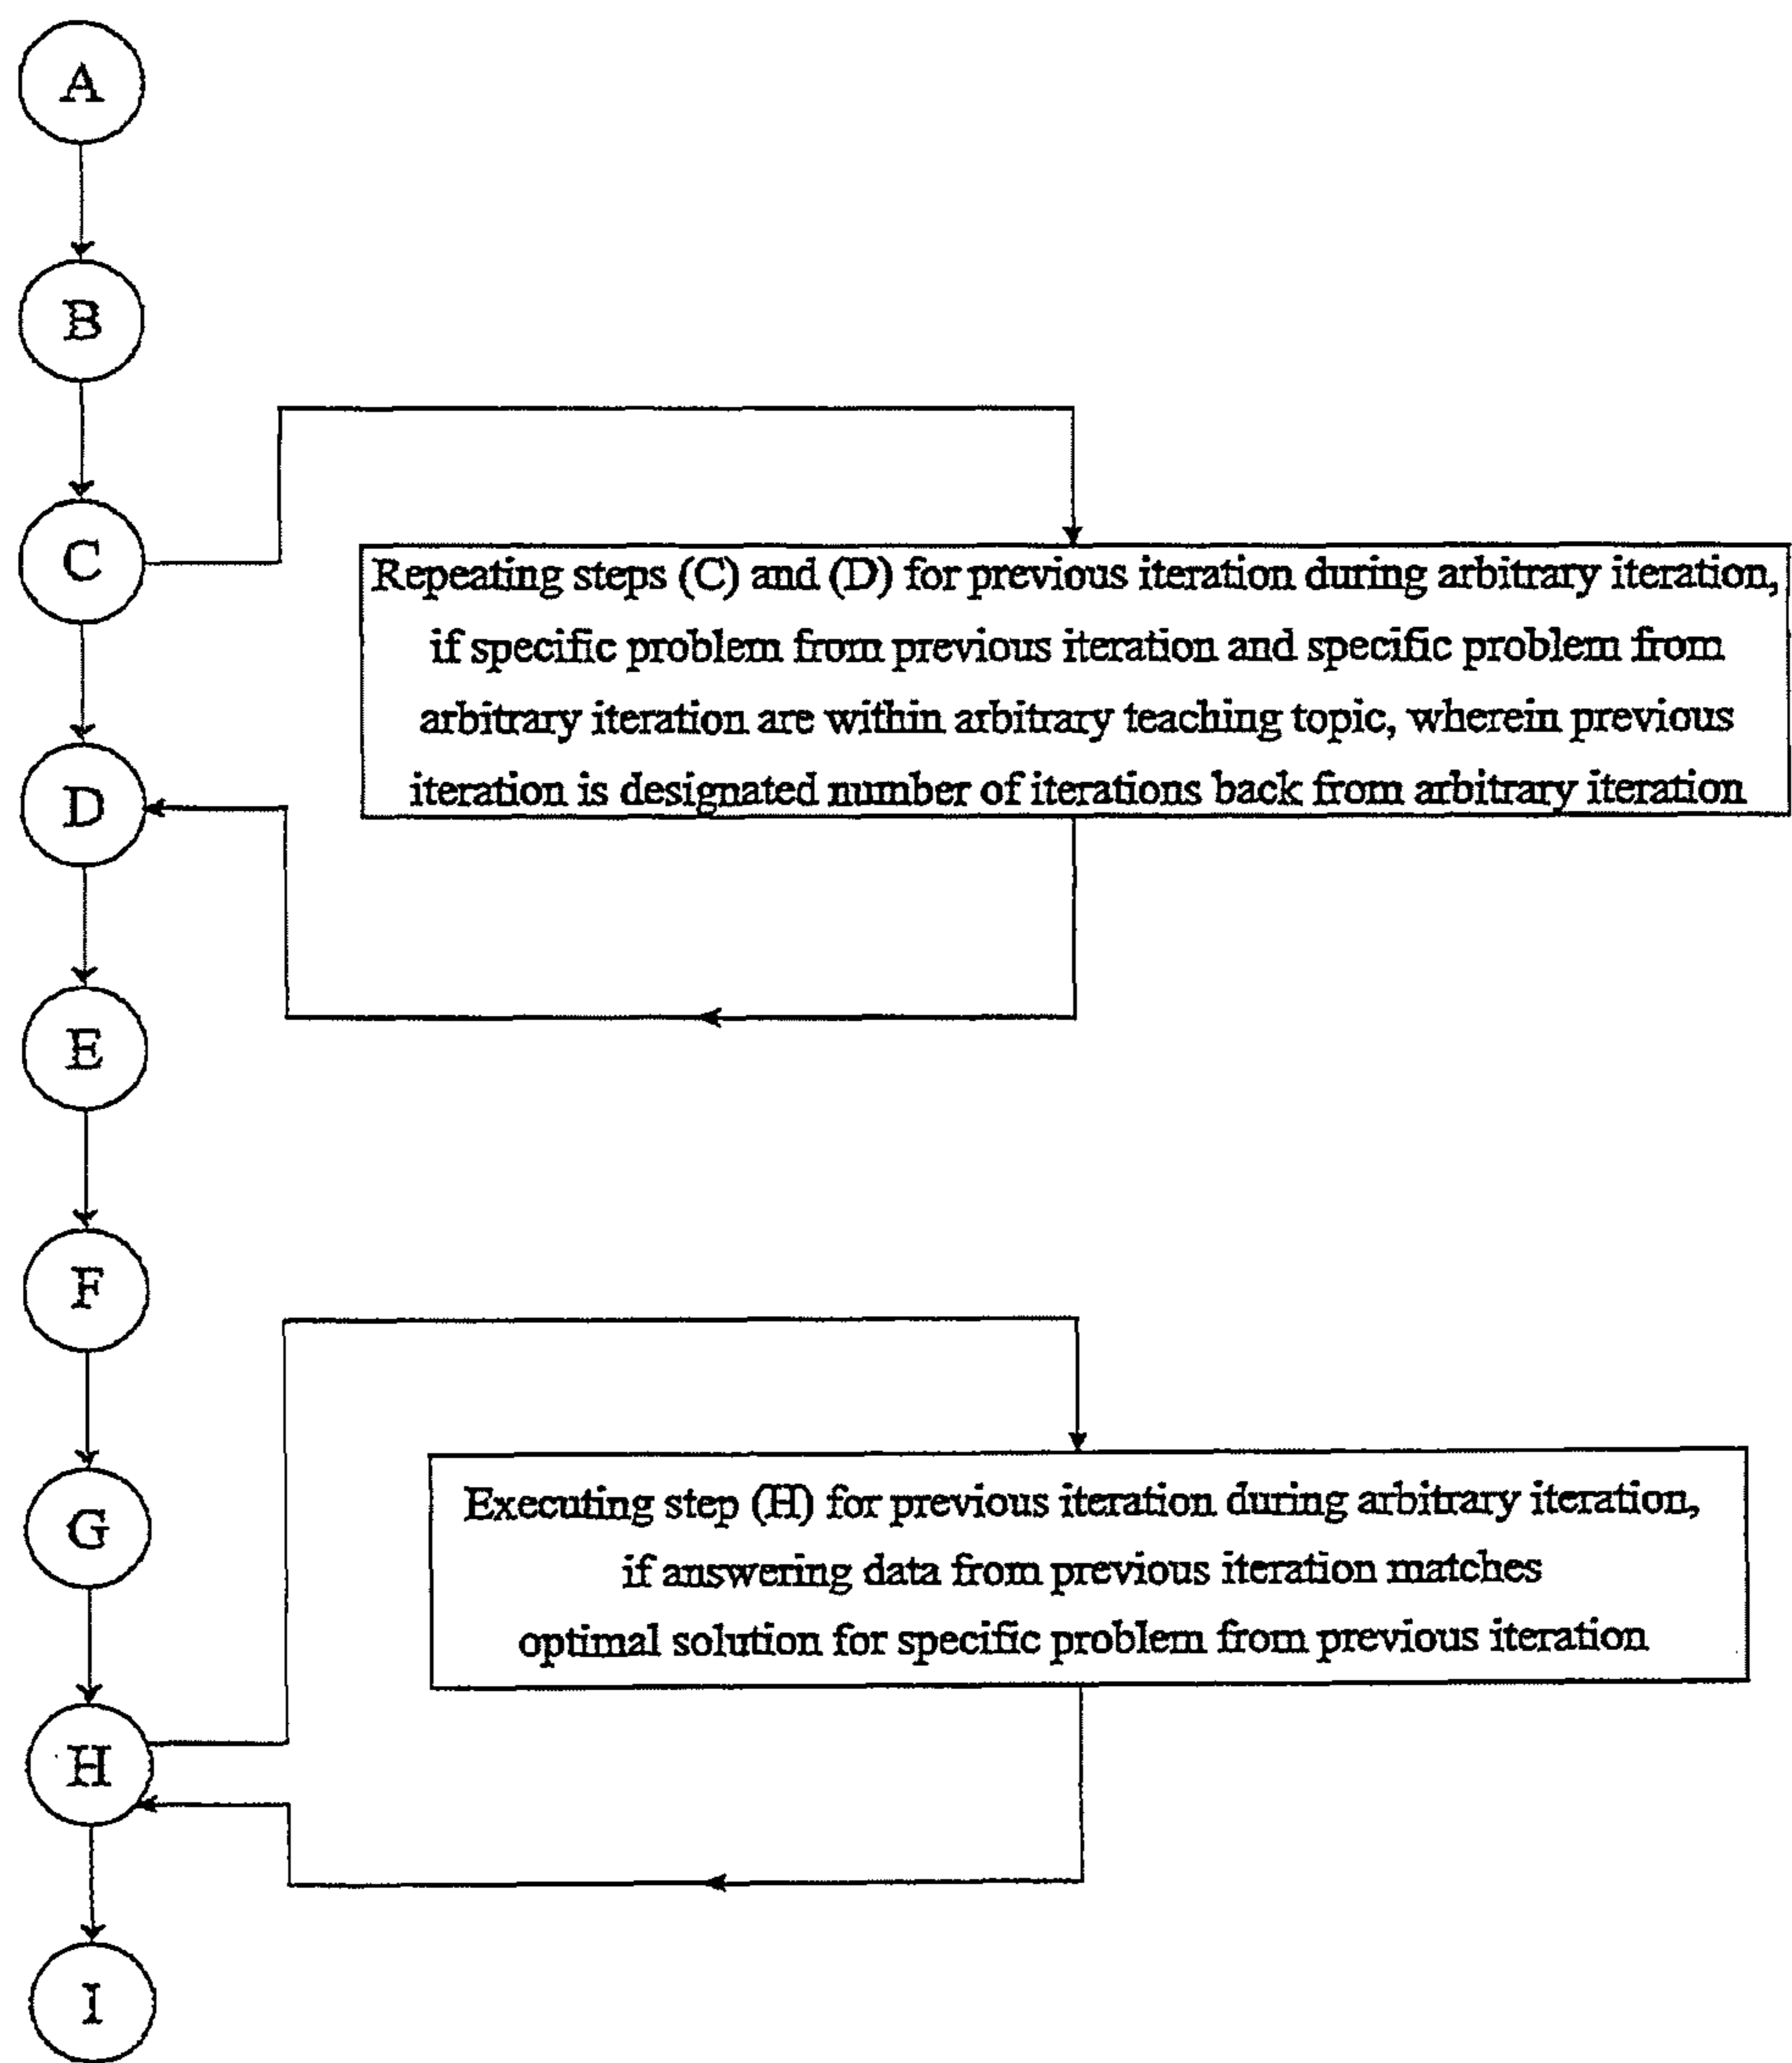 A
B
C
Repeating steps (C) and (D) for previous iteration during arbitrary iteration,
if specific problem from previous iteration and specific problem from
arbitrary iteration are within arbitrary teaching topic, wherein previous
iteration is designated number of iterations back from arbitrary iteration
D
E
F
G
Executing step (H) for previous iteration during arbitrary iteration,
if answering data from previous iteration matches
optimal solution for specific problem from previous iteration
H
I